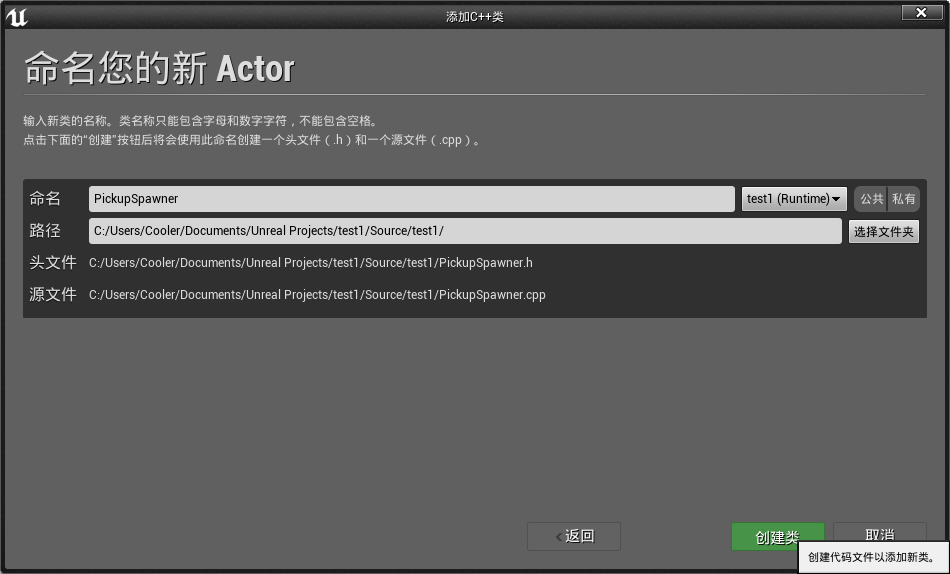 添加C++类
命名您的新 Actor
输入新类的名称。类名称只能包含字母和数字字符，不能包含空格。
点击下面的"创建"按钮后将会使用此命名创建一个头文件（.h）和一个源文件（.cpp）。
命名 PickupSpawner test1 (Runtime) 公共 私有
路径 C:/Users/Cooler/Documents/Unreal Projects/test1/Source/test1/ 选择文件夹
头文件 C:/Users/Cooler/Documents/Unreal Projects/test1/Source/test1/PickupSpawner.h
源文件 C:/Users/Cooler/Documents/Unreal Projects/test1/Source/test1/PickupSpawner.cpp
返回 创建类 取消
创建代码文件以添加新类。